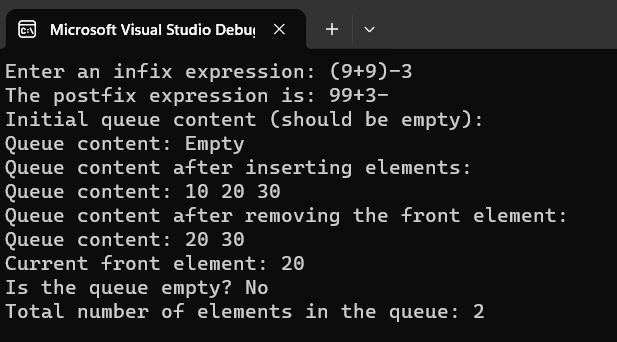 Microsoft Visual Studio Debu
Enter an infix expression: (9+9)-3
The postfix expression is: 99+3-
Initial queue content (should be empty):
Queue content: Empty
Queue content after inserting elements:
Queue content: 10 20 30
Queue content after removing the front element:
Queue content: 20 30
Current front element: 20
Is the queue empty? No
Total number of elements in the queue: 2